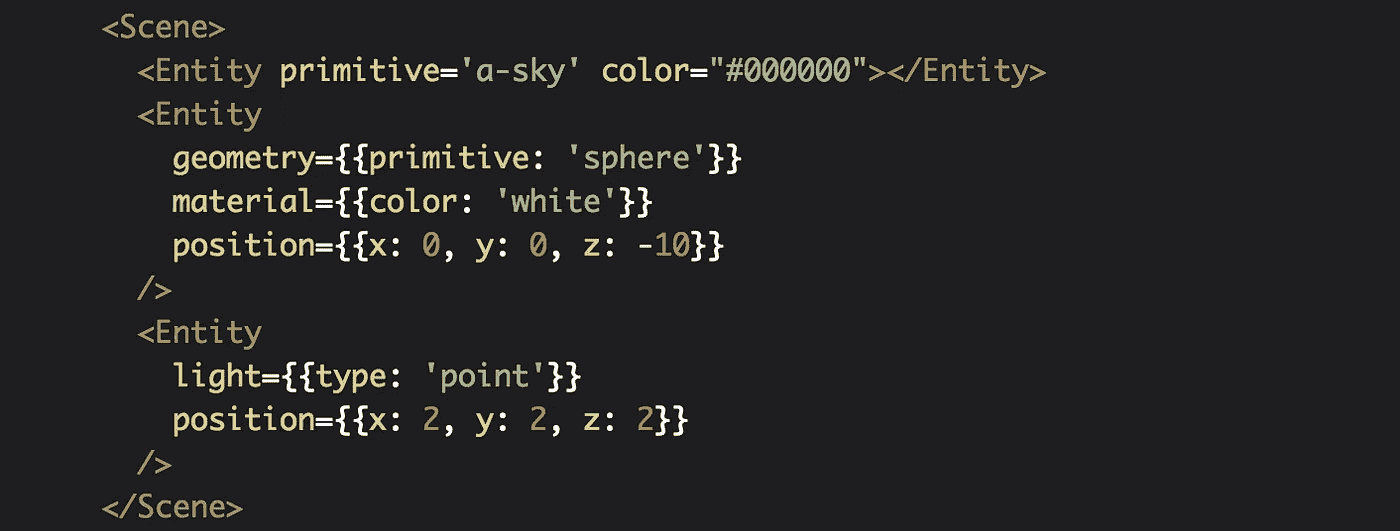 <Scene>
<Entity primitive='a-sky' color="#000000"></Entity>
<Entity
geometry={{primitive: 'sphere'}}
material={{color: 'white'}}
position={{x: 0, y: 0, z: -10}}
/>
<Entity
light={{type: 'point'}}
position={{x: 2, y: 2, z: 2}}
/>
</Scene>